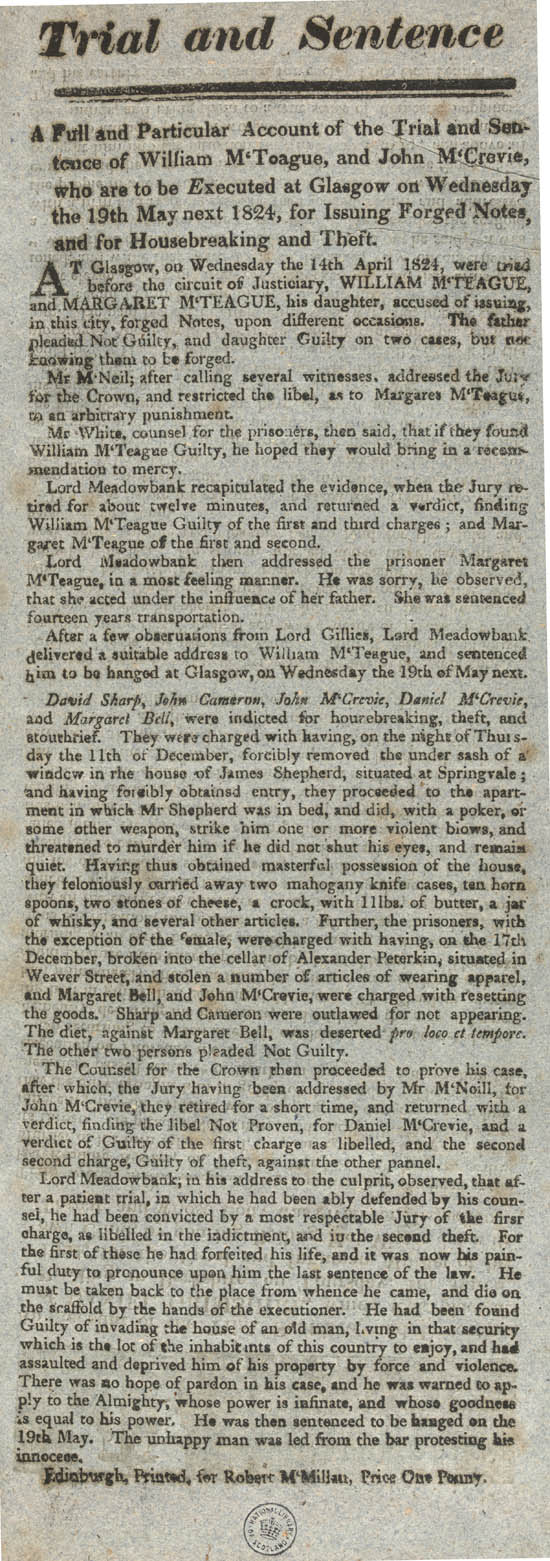 Trial and Sentence
A Full and Particular Account of the Trial and Sen-
tence of William M'Teague, and John M'Crevie,
who are to be Executed at Glasgow on Wednesday
the 19th May next 1824, for Issuing Forged Notes,
and for Housebreaking and Theft.
AT Glasgow, on Wednesday the 14th April 1824, were tried
before the circuit of Justiciary, WILLIAM M'TEAGUE,
and MARGARET M'TEAGUE, his daughter, accused of issuing,
in this city, forged Notes, upon different occasions. The father
pleaded Not Guilty, and daughter Guilty on two cases, but not
knowing them to be forged.
Mr M'Neil; after calling several witnesses, addressed the Jury
for the Crown, and restricted the libel, as to Margaret M'Teague,
to an arbitrary punishment.
Mr White, counsel for the prisoners, then said, that if they found
William M'Teague Guilty, he hoped they would bring in a recom-
mendation to mercy.
Lord Meadowbank recapitulated the evidence, when the Jury re-
tired for about twelve minutes, and returned a verdict, finding
William M'Teague Guilty of the first and third charges; and Mar-
garet M'Teague of the first and second.
Lord Meadowbank then addressed the prisoner Margaret
M'Teague, in a most feeling manner. He was sorry, he observed,
that she acted under the influence of her father. She was sentenced
fourteen years transportation.
After a few obseruations from Lord Gillies, Lord Meadowbank
delivered a suitable address to William M'Teague, and sentenced
him to be hanged at Glasgow, on Wednesday the 19th of May next.
David Sharp, John Cameron, John M'Crevie, Daniel M'Crevie,
and Margaret Bell, were indicted for hourebreaking, theft, and
stouthrief. They were charged with having, on the night of Thurs-
day the 11th of December, forcibly removed the under sash of a
windcw in rhe house of James Shepherd, situated at Springvale;
and having forcibly obtainsd entry, they proceeded to the apart-
ment in which Mr Shepherd was in bed, and did, with a poker, or
some other weapon, strike him one or more violent blows, and
threatened to murder him if he did not shut his eyes, and remain
quiet. Having thus obtained masterful possession of the house,
they feloniously carried away two mahogany knife cases, ten horn
spoons, two stones of cheese, a crock, with 11lbs. of butter, a jar
of whisky, and several other articles. Further, the prisoners, with
the exception of the female, were charged with having, on the 17th
December, broken into the cellar of Alexander Peterkin, situated in
Weaver Street, and stolen a number of articles of wearing apparel,
and Margaret Bell, and John M'Crevie, were charged with resetting
the goods. Sharp and Cameron were outlawed for not appearing.
The diet, against Margaret Bell, was deserted pro loco et tempore.
The other two persons pleaded Not Guilty.
The Counsel for the Crown then proceeded to prove his case,
after which, the Jury having been addressed by Mr M'Noill, for
John M'Crevie, they retired for a short time, and returned with a
verdict, finding the libel Not Proven, for Daniel M'Crevie, and a
verdict of Guilty of the first charge as libelled, and the second
second charge, Guilty of theft, against the other pannel.
Lord Meadowbank; in his address to the culprit, observed, that af-
ter a patient trial, in which he had been ably defended by his coun-
sel, he had been convicted by a most respectable Jury of the firsr
charge, as libelled in the indictment, and iu the second theft. For
the first of these he had forfeited his life, and it was now his pain-
ful duty to pronounce upon him the last sentence of the law. He
must be taken back to the place from whence he came, and die on
the scaffold by the hands of the executioner. He had been found
Guilty of invading the house of an old man, living in that security
which is the lot of the inhabitants of this country to enjoy, and had
assaulted and deprived him of his property by force and violence.
There was no hope of pardon in his case, and he was warned to ap-
ply to the Almighty, whose power is infinate, and whose goodness
is equal to his power. He was then sentenced to be hanged on the
19th May. The unhappy man was led from the bar protesting his
innocece.
Edinburgh, Printed, for Robert M'Millan, Price One Penny.
NATIONAL LIBRARY
SCOTLAND